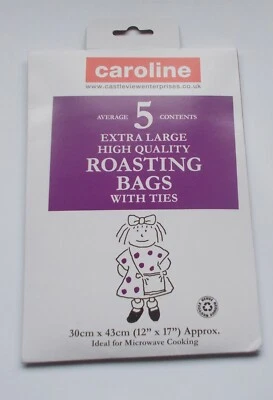 caroline
www.castleviewenterprises.co.uk
AVERAGE 5 CONTENTS
EXTRA LARGE
HIGH QUALITY
ROASTING
BAGS
WITH TIES
30cm x 43cm (12" x 17") Approx.
Ideal for Microwave Cooking